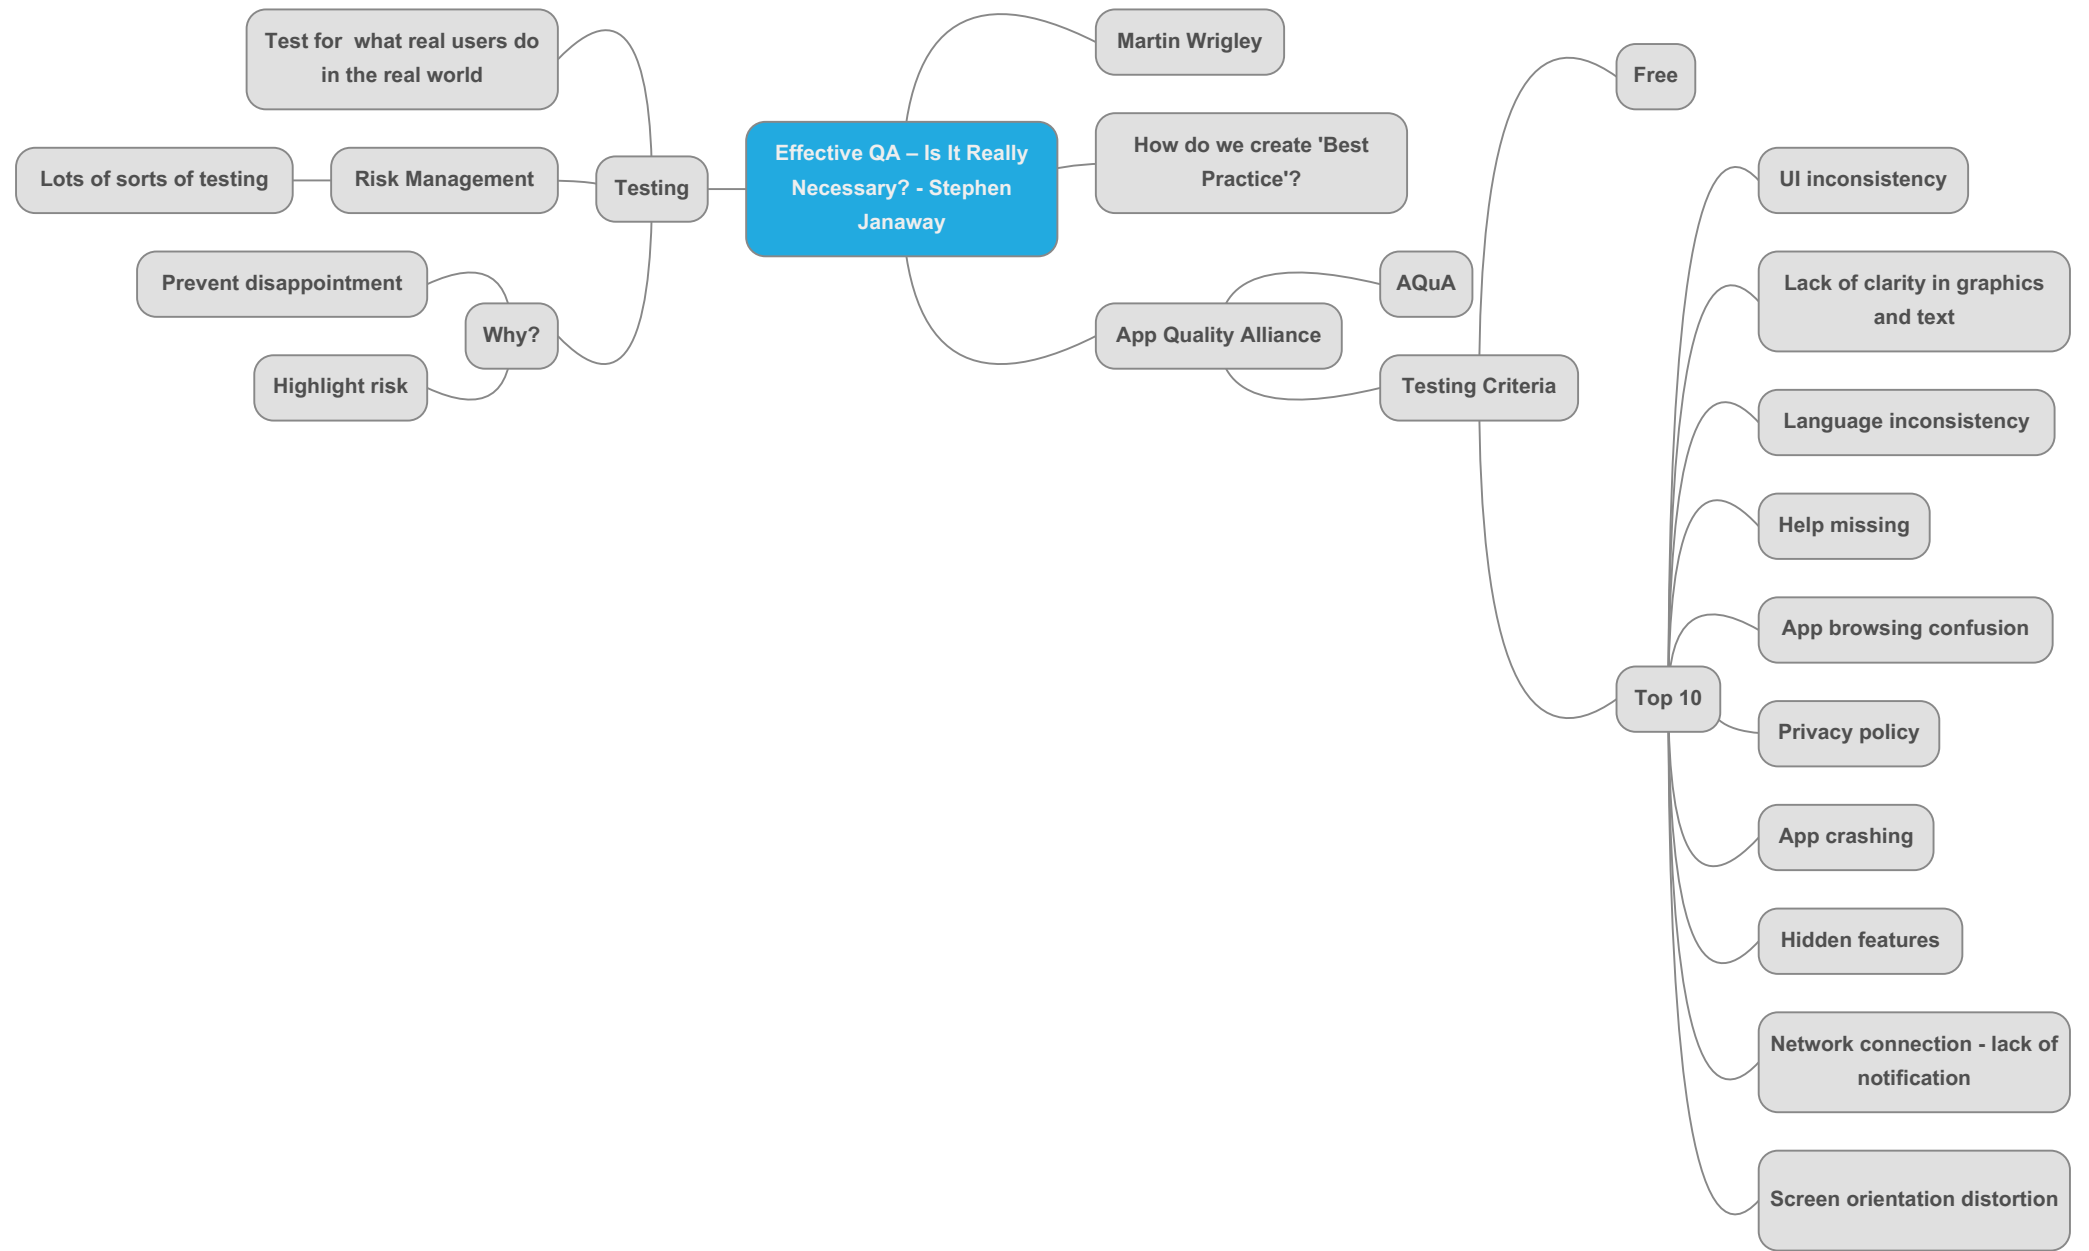 Effective QA – Is It Really
Necessary? - Stephen
Janaway
Martin Wrigley
How do we create 'Best
Practice'?
App Quality Alliance
AQuA
Testing Criteria
Free
Top 10
UI inconsistency
Lack of clarity in graphics
and text
Language inconsistency
Help missing
App browsing confusion
Privacy policy
App crashing
Hidden features
Network connection - lack of
notification
Screen orientation distortion
Testing
Test for  what real users do
in the real world
Risk Management
Lots of sorts of testing
Why?
Prevent disappointment
Highlight risk